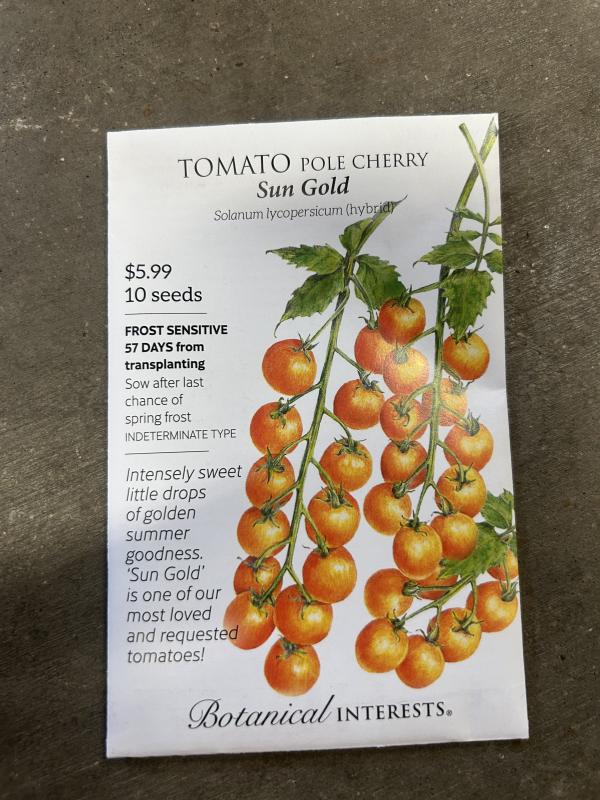 TOMATO POLE CHERRY
Sun Gold
Solanum lycopersicum (hybrid)
$5.99
10 seeds
FROST SENSITIVE
57 DAYS from
transplanting
Sow after last
chance of
spring frost
INDETERMINATE TYPE
Intensely sweet
little drops
of golden
summer
goodness.
'Sun Gold'
is one of our
most loved
and requested
tomatoes!
Botanical INTERESTS®